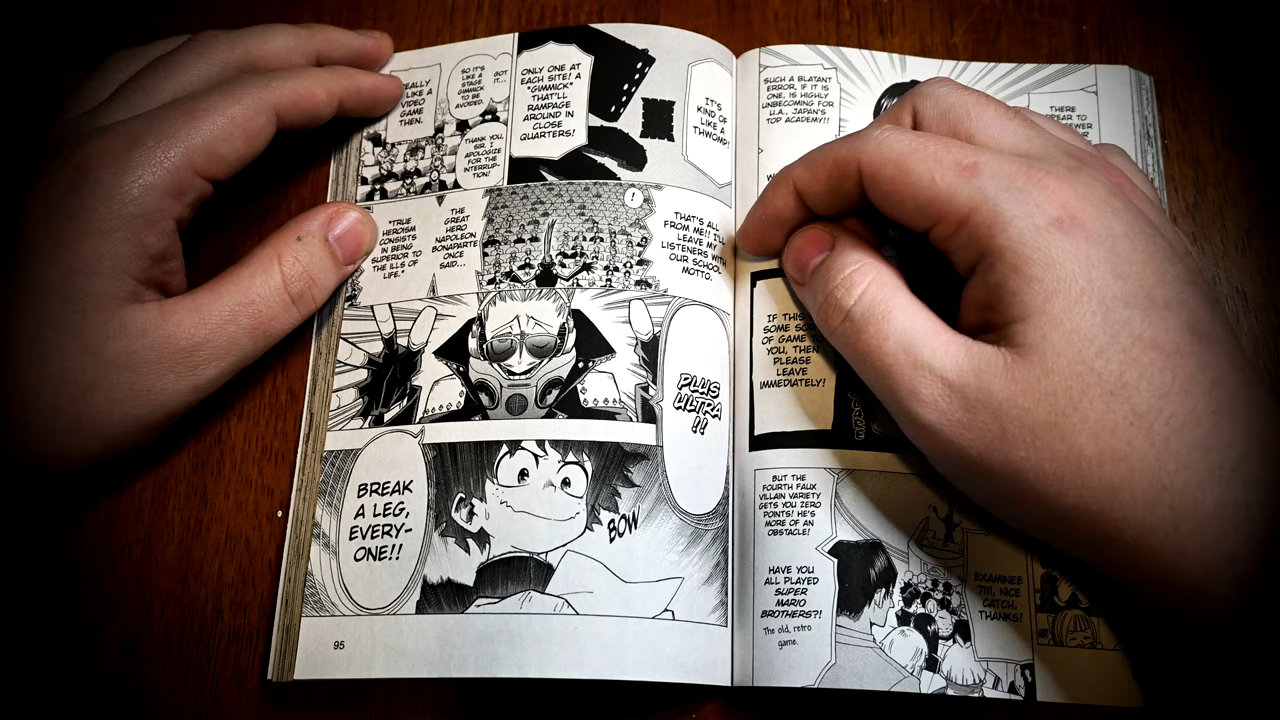 THERE
TO
SUCH A BLATANT
ERROR, IF IT IS
ONE, IS HIGHLY
UNBECOMING FOR
U.A., JAPAN'S
TOP ACADEMY!!
IF THIS
SOME
OF GAME TO
YOU, THEN
PLEASE
LEAVE
IMMEDIATELY!
EXAMINEE
7111, NICE
CATCH.
THANKS!
BUT THE
FOURTH FAUX
VILLAIN VARIETY
GETS YOU ZERO
POINTS! HE'S
MORE OF AN
OBSTACLE!
HAVE YOU
ALL PLAYED
SUPER
MARIO
BROTHERS?!
The old, retro
game.
IT'S
KIND OF
LIKE A
THWOMP!
ONLY ONE AT
EACH SITE! A
"GIMMICK"
THAT'LL
RAMPAGE
AROUND IN
CLOSE
QUARTERS!
GOT
IT...
SO IT'S
LIKE A
STAGE
GIMMICK
TO BE
AVOIDED.
LIKE A
VIDEO
GAME
THEN.
THANK YOU,
SIR. I
APOLOGIZE
FOR THE
INTERRUP-
TION!
THAT'S ALL
FROM ME!! I'LL
LEAVE MY
LISTENERS WITH
OUR SCHOOL
MOTTO.
!
THE
GREAT
HERO
NAPOLEON
BONAPARTE
ONCE
SAID...
"TRUE
HEROISM
CONSISTS
IN BEING
SUPERIOR TO
THE ILLS OF
LIFE."
PLUS
ULTRA
!!
BREAK
A LEG,
EVERY-
ONE!!
BOW
95